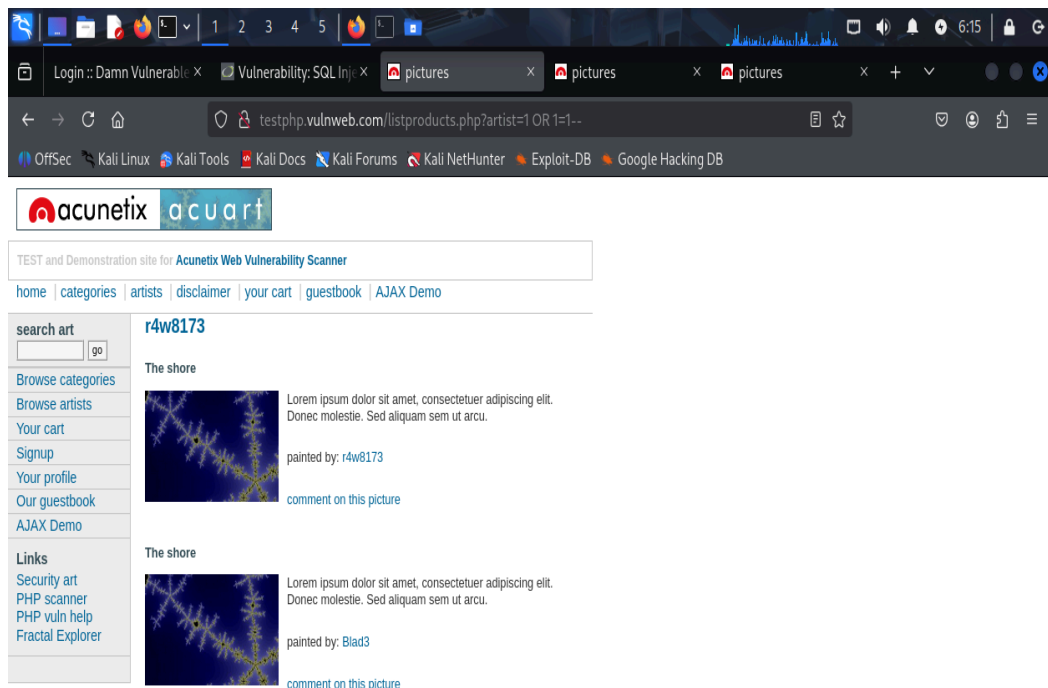 1 2 3 4 5 6:15
Login :: Damn Vulnerable
Vulnerability: SQL Inje
pictures
pictures
pictures
testphp.vulnweb.com/listproducts.php?artist=1 OR 1=1--
OffSec Kali Linux Kali Tools Kali Docs Kali Forums Kali NetHunter Exploit-DB Google Hacking DB
acunetix acuart
TEST and Demonstration site for Acunetix Web Vulnerability Scanner
home | categories | artists | disclaimer | your cart | guestbook | AJAX Demo
search art
go
Browse categories
Browse artists
Your cart
Signup
Your profile
Our guestbook
AJAX Demo
Links
Security art
PHP scanner
PHP vuln help
Fractal Explorer
r4w8173
The shore
Lorem ipsum dolor sit amet, consectetuer adipiscing elit.
Donec molestie. Sed aliquam sem ut arcu.
painted by: r4w8173
comment on this picture
The shore
Lorem ipsum dolor sit amet, consectetuer adipiscing elit.
Donec molestie. Sed aliquam sem ut arcu.
painted by: Blad3
comment on this picture